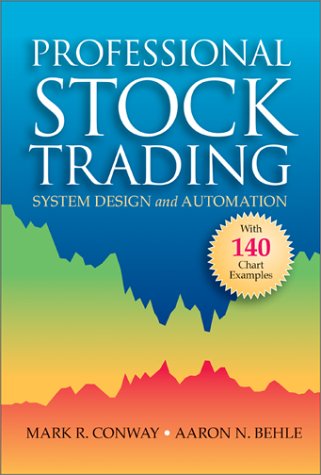 PROFESSIONAL
STOCK
TRADING
SYSTEM DESIGN and AUTOMATION
With
140
Chart
Examples
MARK R. CONWAY • AARON N. BEHLE